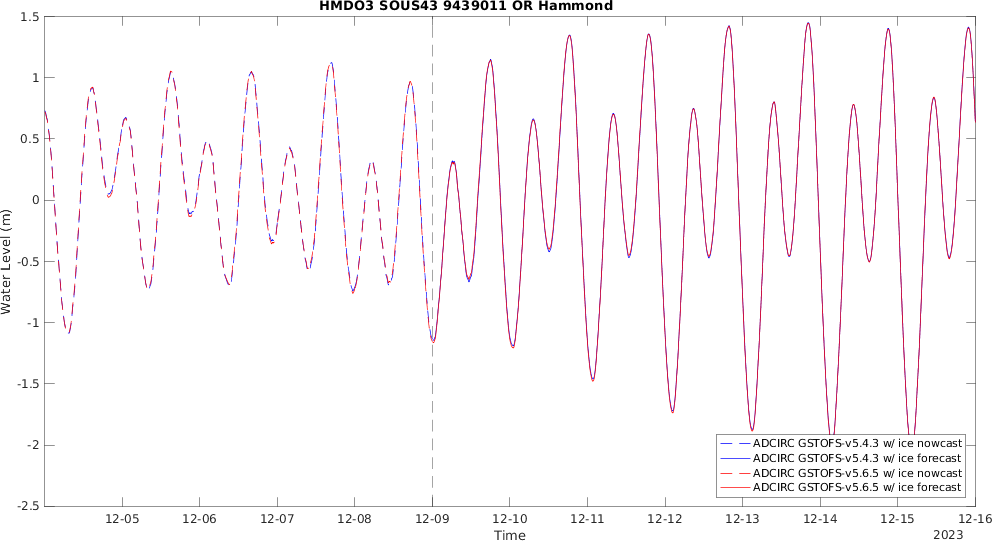 HMDO3 SOUS43 9439011 OR Hammond
1.5
1
0.5
0
-0.5
-1
-1.5
-2
-2.5
Water Level (m)
ADCIRC GSTOFS-v5.4.3 w/ ice nowcast
ADCIRC GSTOFS-v5.4.3 w/ ice forecast
ADCIRC GSTOFS-v5.6.5 w/ ice nowcast
ADCIRC GSTOFS-v5.6.5 w/ ice forecast
12-05 12-06 12-07 12-08 12-09 12-10 12-11 12-12 12-13 12-14 12-15 12-16
Time
2023